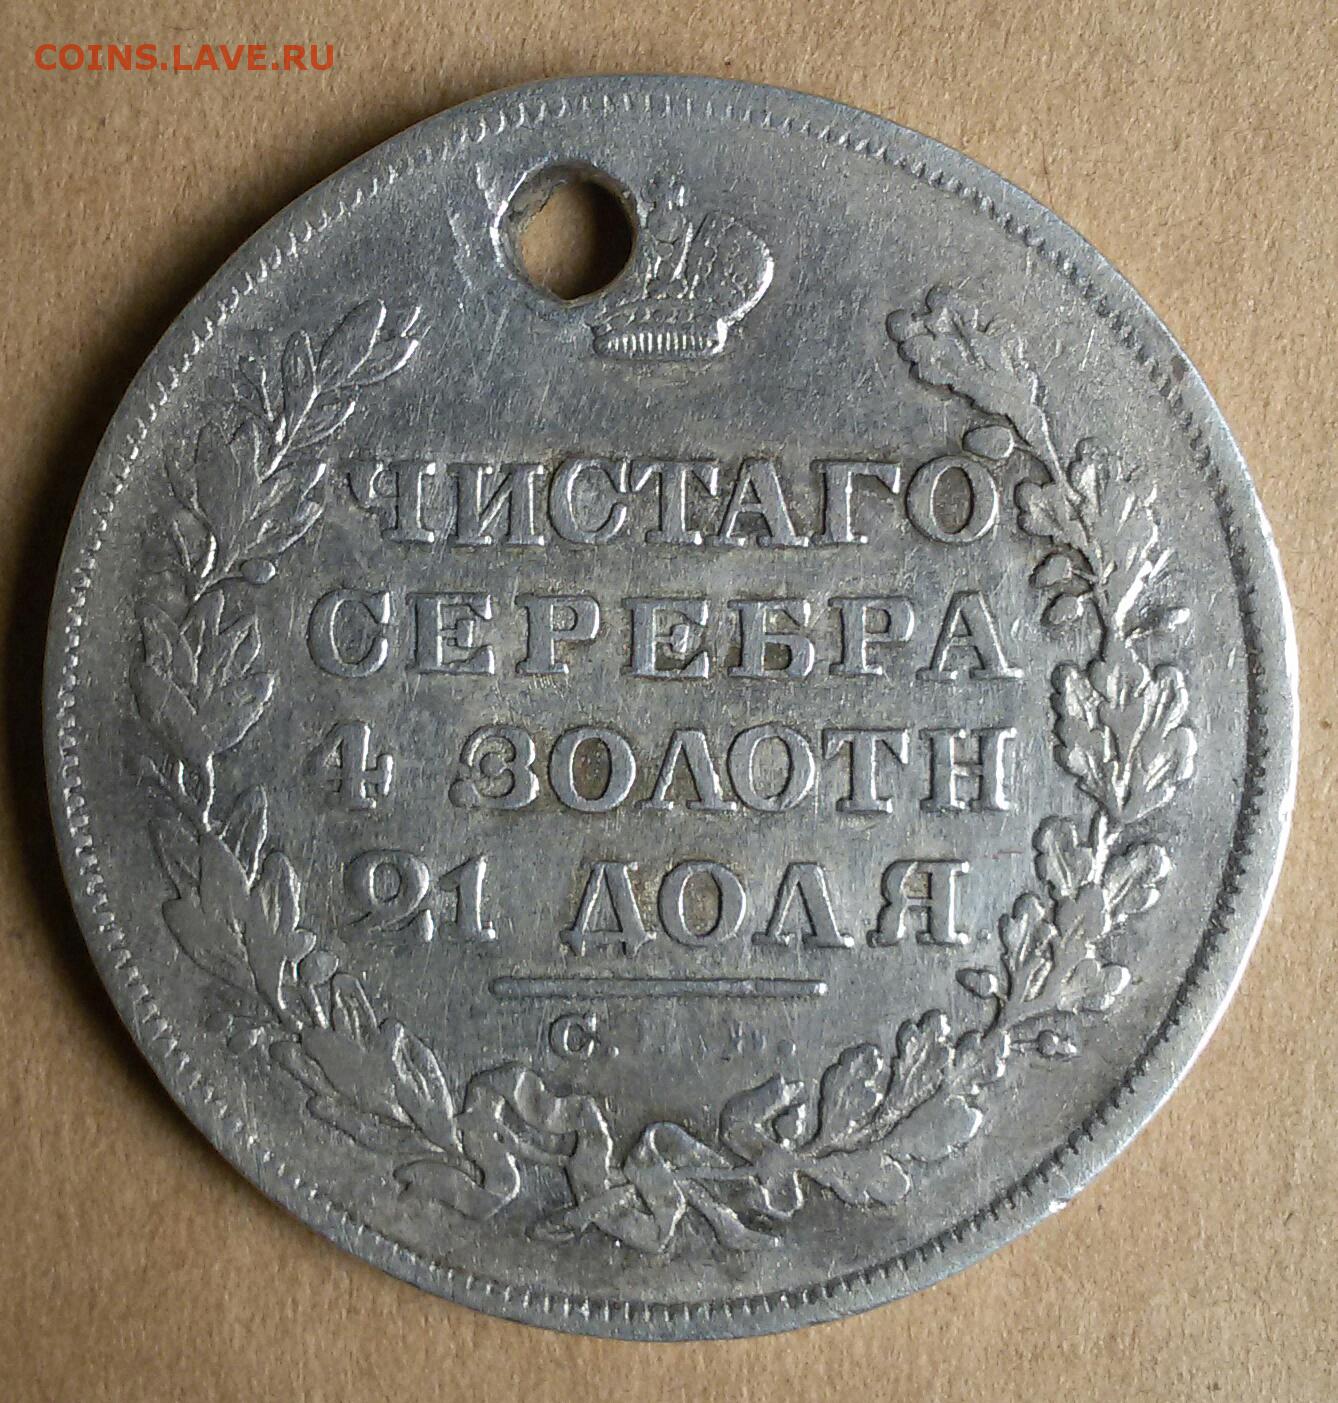 COINS.LAVE.RU
ЧИСТАГО
СЕРЕБРА
4 ЗОЛОТН
21 ДОЛЯ.
С.